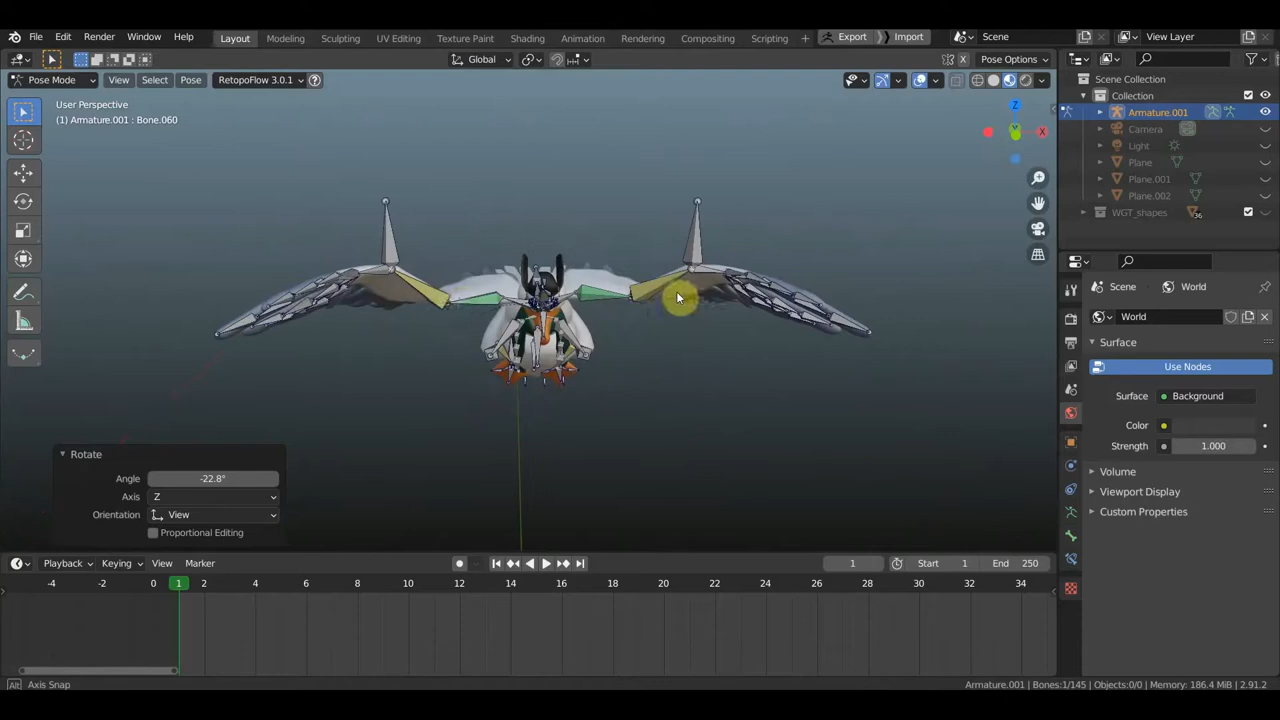 File Edit Render Window Help Layout Modeling Sculpting UV Editing Texture Paint Shading Animation Rendering Compositing Scripting + Export Import Scene View Layer
Global X Pose Options
Pose Mode View Select Pose RetopoFlow 3.0.1
User Perspective
(1) Armature.001 : Bone.060
Z
X
Scene Collection
Collection
Armature.001
Camera
Light
Plane
Plane.001
Plane.002
WGT_shapes 36
Scene World
World
Surface
Use Nodes
Surface Background
Color
Strength 1.000
Volume
Viewport Display
Custom Properties
Rotate
Angle -22.8°
Axis Z
Orientation View
Proportional Editing
Playback Keying View Marker 1 Start 1 End 250
-4 -2 0 1 2 4 6 8 10 12 14 16 18 20 22 24 26 28 30 32 34
Alt Axis Snap Armature.001 | Bones:1/145 | Objects:0/0 | Memory: 186.4 MiB | 2.91.2